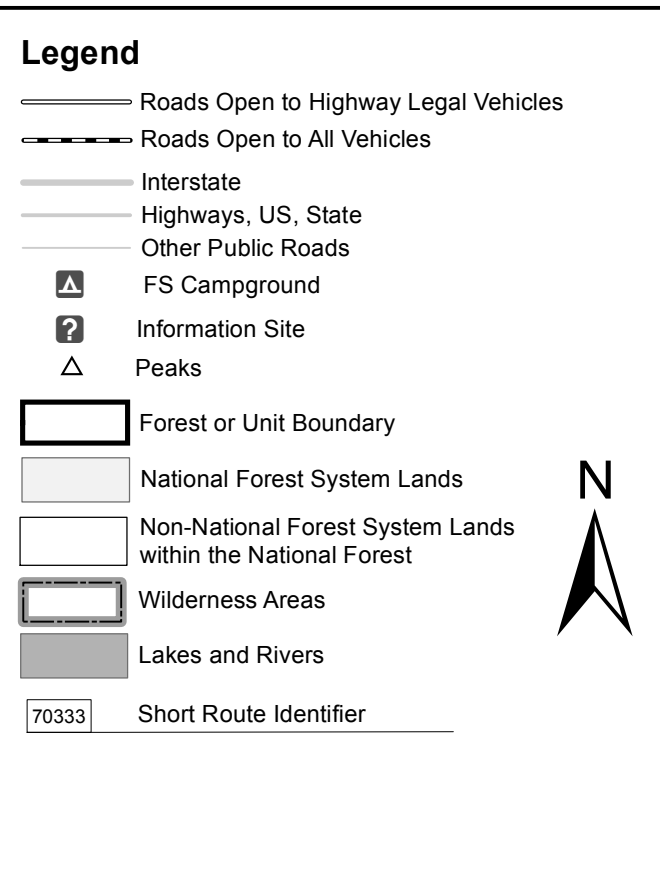 Legend
Roads Open to Highway Legal Vehicles
Roads Open to All Vehicles
Interstate
Highways, US, State
Other Public Roads
FS Campground
? Information Site
Peaks
Forest or Unit Boundary
National Forest System Lands
N
Non-National Forest System Lands
within the National Forest
Wilderness Areas
Lakes and Rivers
70333 Short Route Identifier